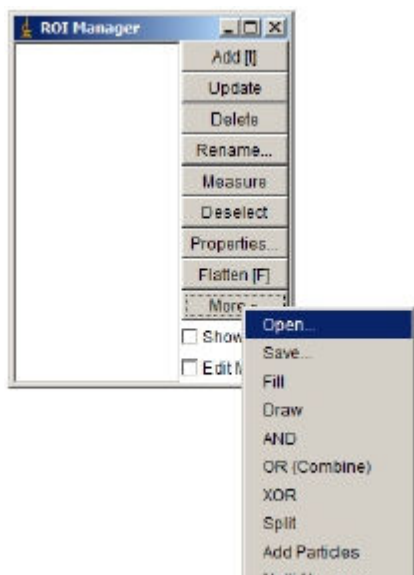 ROI Manager
Add [t]
Update
Delete
Rename...
Measure
Deselect
Properties...
Flatten [F]
More
Show
Edit
Open...
Save...
Fill
Draw
AND
OR (Combine)
XOR
Split
Add Particles